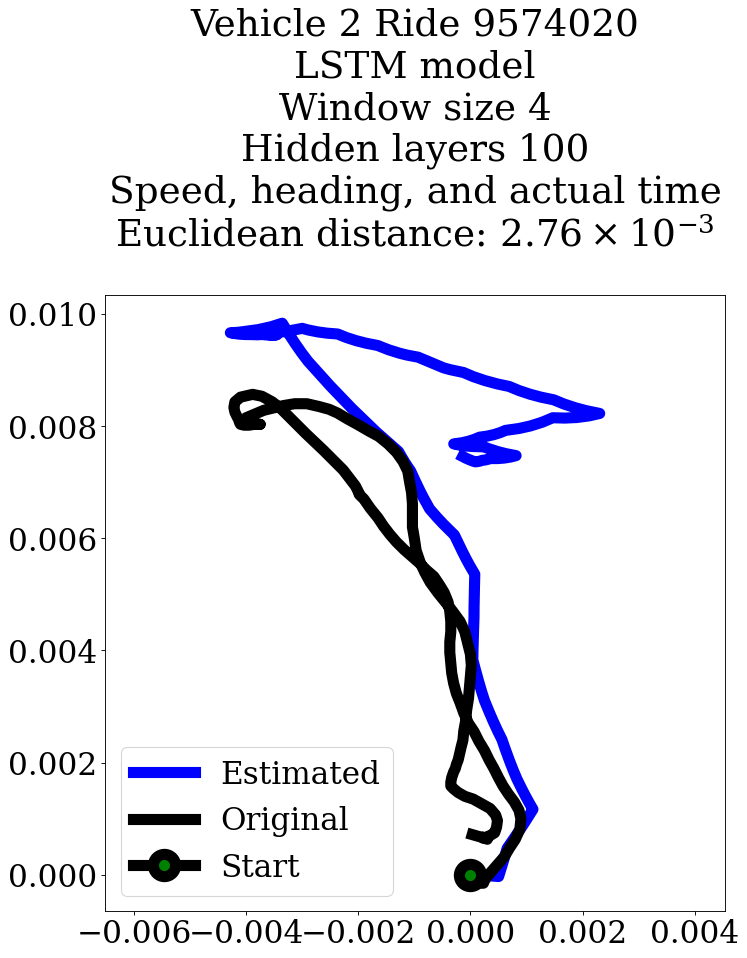 Vehicle 2 Ride 9574020
LSTM model
Window size 4
Hidden layers 100
Speed, heading, and actual time
Euclidean distance: 2.76 × 10⁻³
0.010
0.008
0.006
0.004
0.002
0.000
Estimated
Original
Start
−0.006 −0.004 −0.002 0.000 0.002 0.004